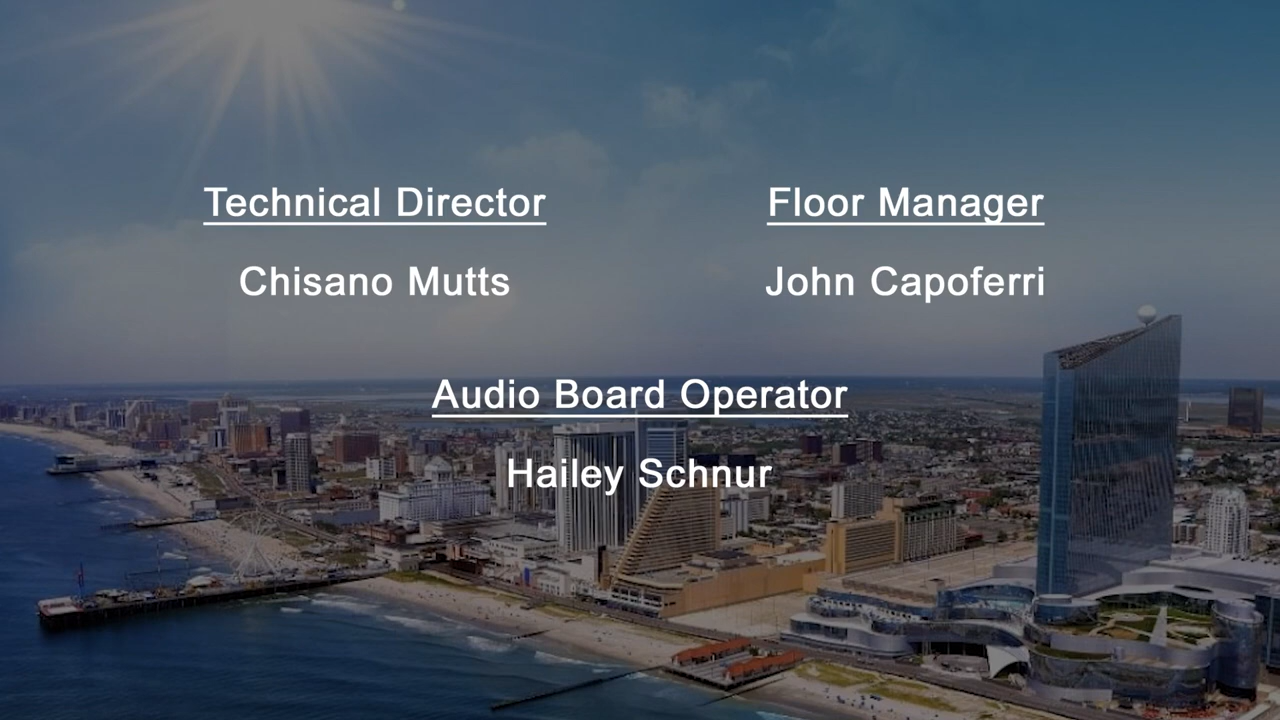 Technical Director
Floor Manager
Chisano Mutts
John Capoferri
Audio Board Operator
Hailey Schnur